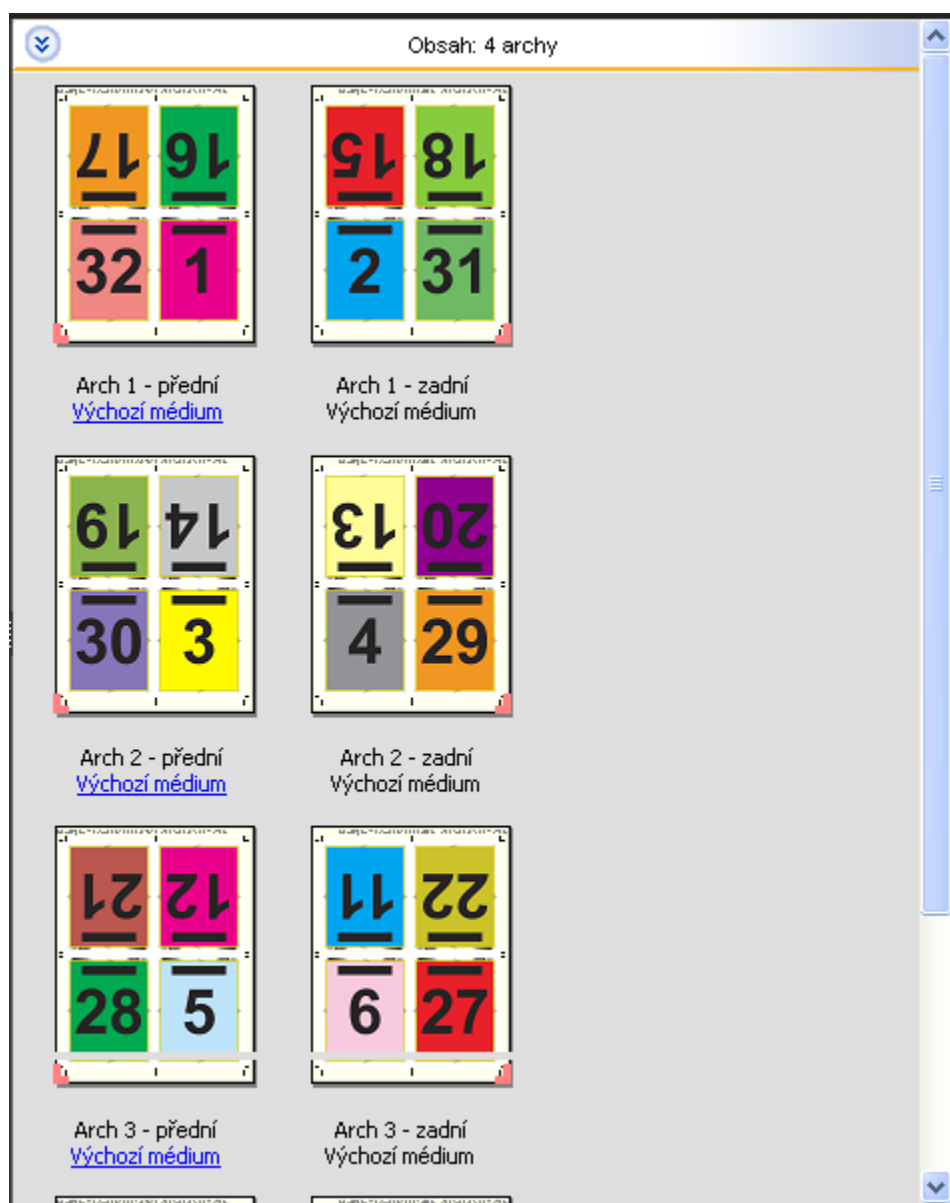 Obsah: 4 archy
17 16
32 1
15 18
2 31
Arch 1 - přední
Výchozí médium
Arch 1 - zadní
Výchozí médium
19 14
30 3
13 20
4 29
Arch 2 - přední
Výchozí médium
Arch 2 - zadní
Výchozí médium
21 12
28 5
11 22
6 27
Arch 3 - přední
Výchozí médium
Arch 3 - zadní
Výchozí médium